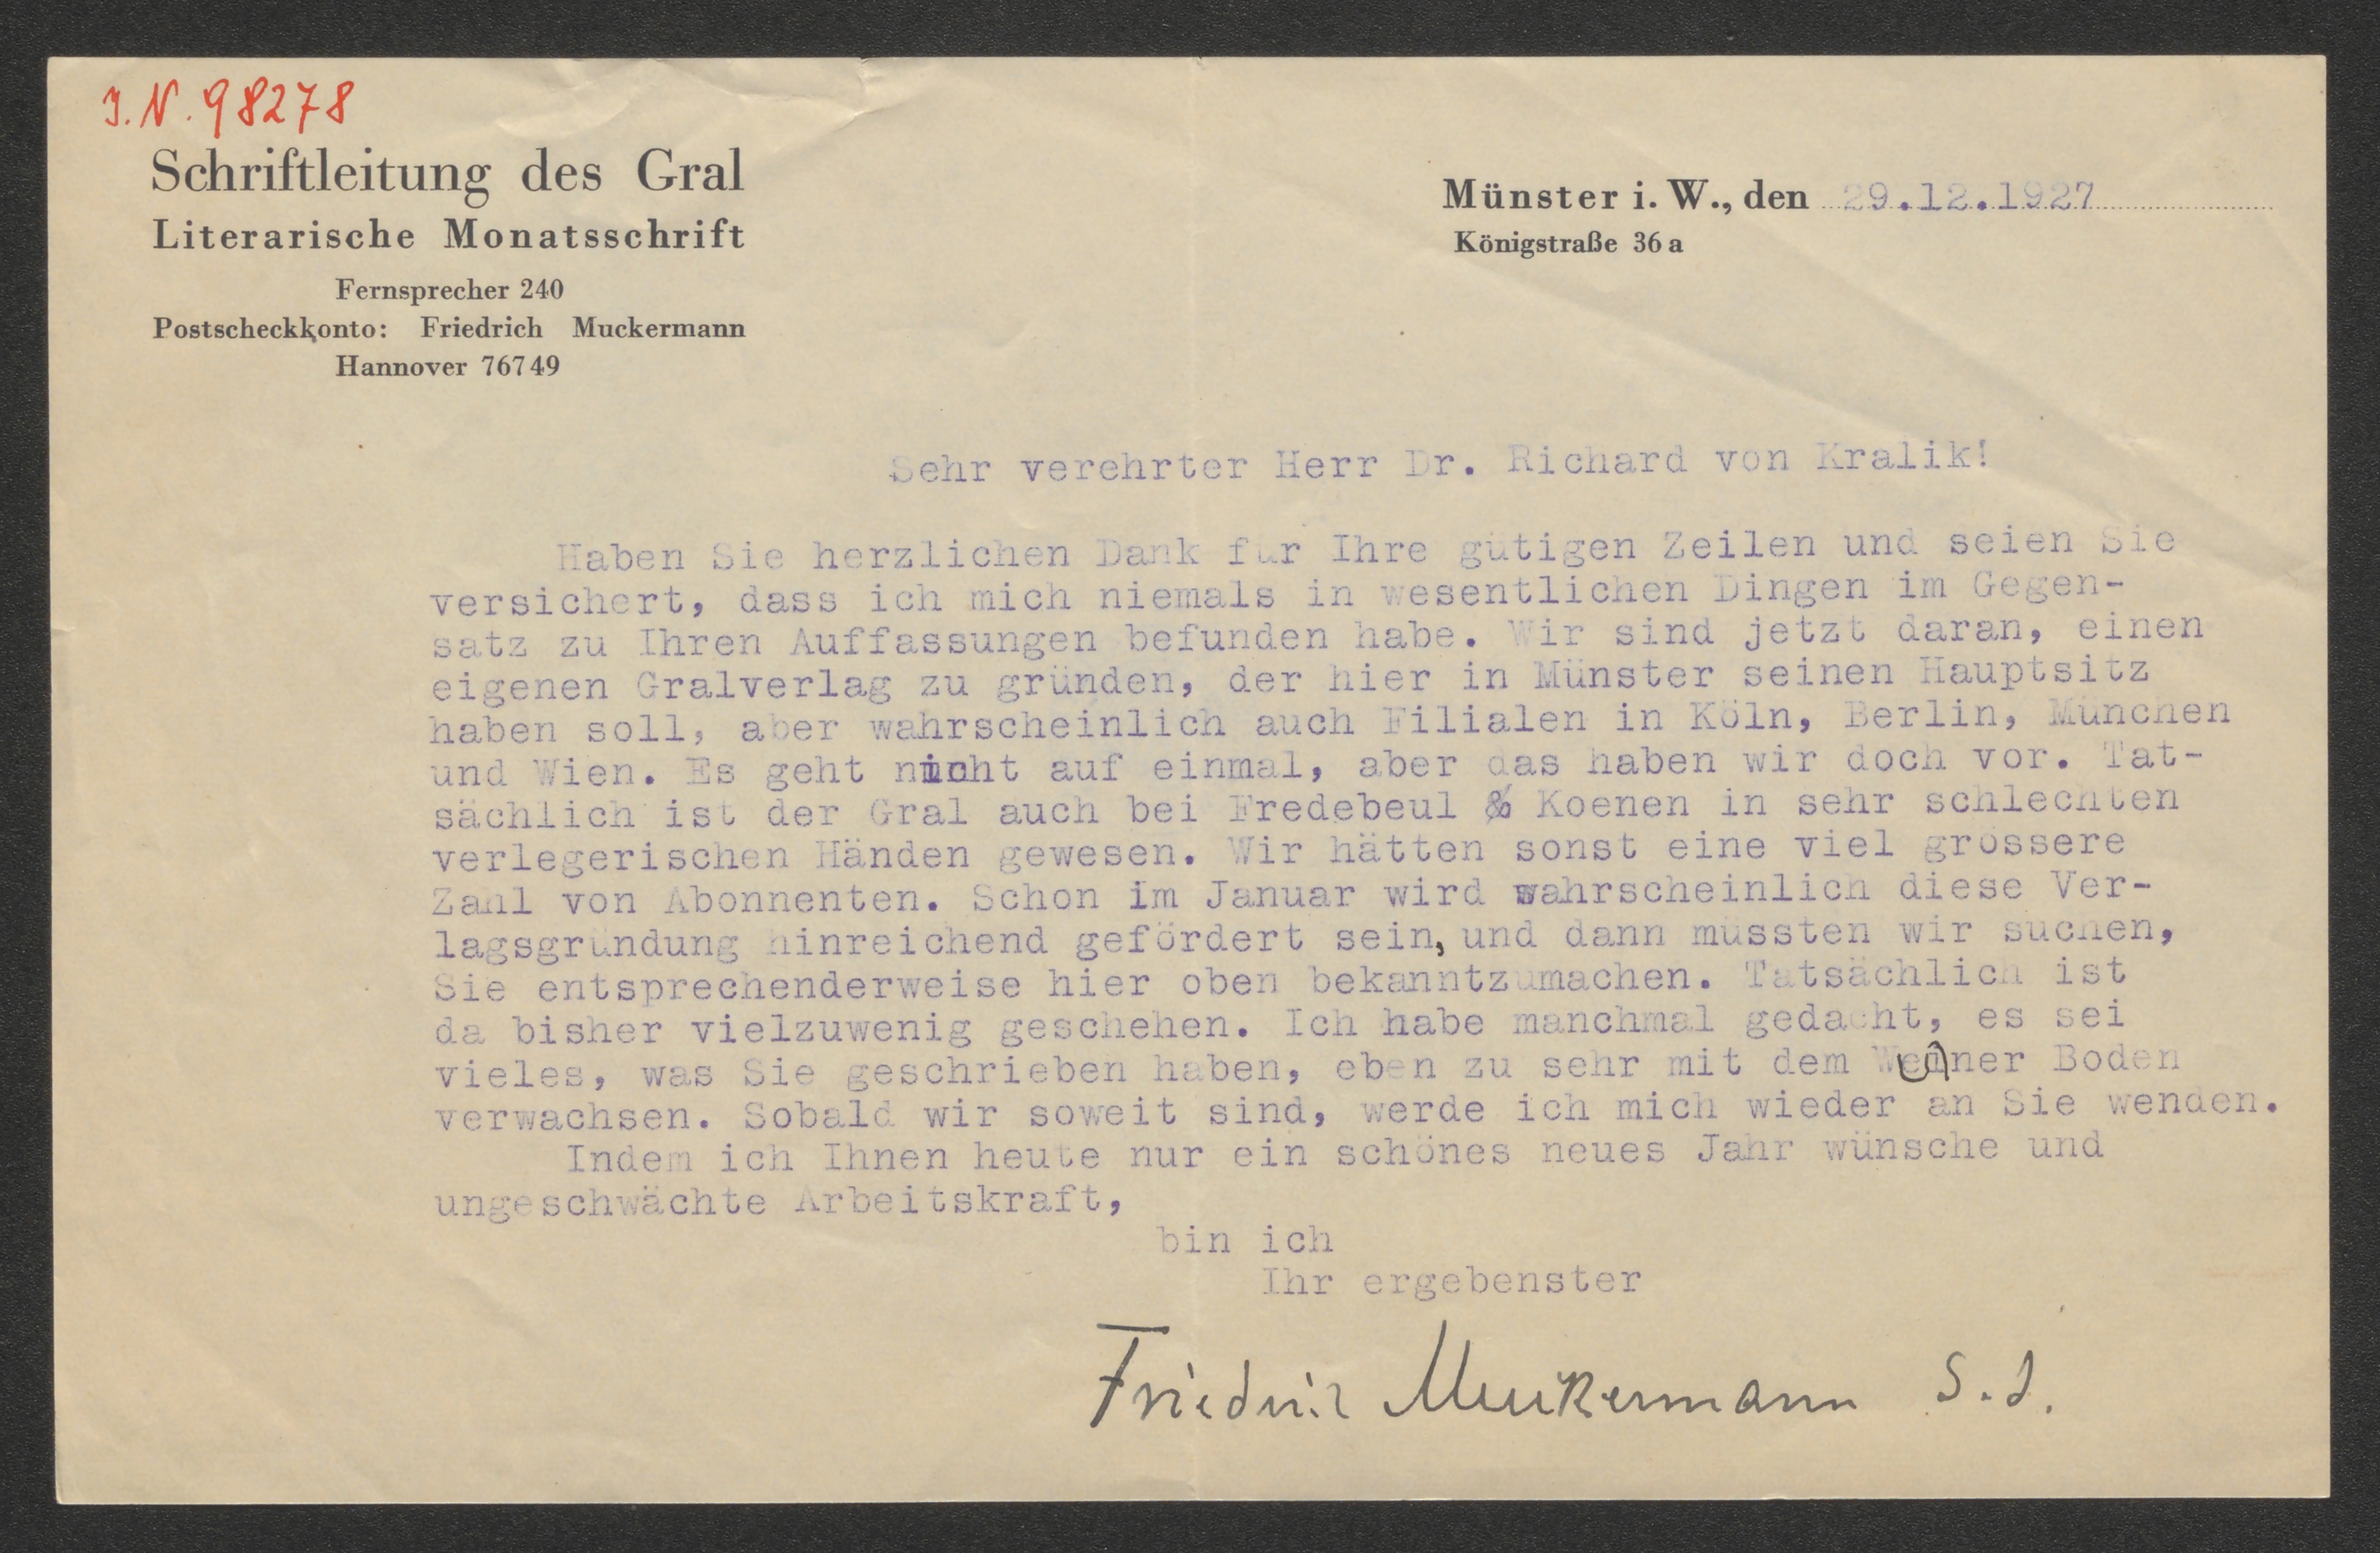 J.N. 98278
Schriftleitung des Gral
Literarische Monatsschrift
Fernsprecher 240
Postscheckkonto: Friedrich Muckermann
Hannover 76749
Münster i. W., den 29.12.1927
Königstraße 36 a
Sehr verehrter Herr Dr. Richard von Kralik!
Haben Sie herzlichen Dank für Ihre gütigen Zeilen und seien Sie
versichert, dass ich mich niemals in wesentlichen Dingen im Gegen-
satz zu Ihren Auffassungen befunden habe. Wir sind jetzt daran, einen
eigenen Gralverlag zu gründen, der hier in Münster seinen Hauptsitz
haben soll, aber wahrscheinlich auch Filialen in Köln, Berlin, München
und Wien. Es geht nicht auf einmal, aber das haben wir doch vor. Tat-
sächlich ist der Gral auch bei Fredebeul & Koenen in sehr schlechten
verlegerischen Händen gewesen. Wir hätten sonst eine viel grössere
Zahl von Abonnenten. Schon im Januar wird wahrscheinlich diese Ver-
lagsgründung hinreichend gefördert sein, und dann müssten wir suchen,
Sie entsprechenderweise hier oben bekanntzumachen. Tatsächlich ist
da bisher vielzuwenig geschehen. Ich habe manchmal gedacht, es sei
vieles, was Sie geschrieben haben, eben zu sehr mit dem Weiner Boden
verwachsen. Sobald wir soweit sind, werde ich mich wieder an Sie wenden.
Indem ich Ihnen heute nur ein schönes neues Jahr wünsche und
ungeschwächte Arbeitskraft,
bin ich
Ihr ergebenster
Friedrich Muckermann S.J.